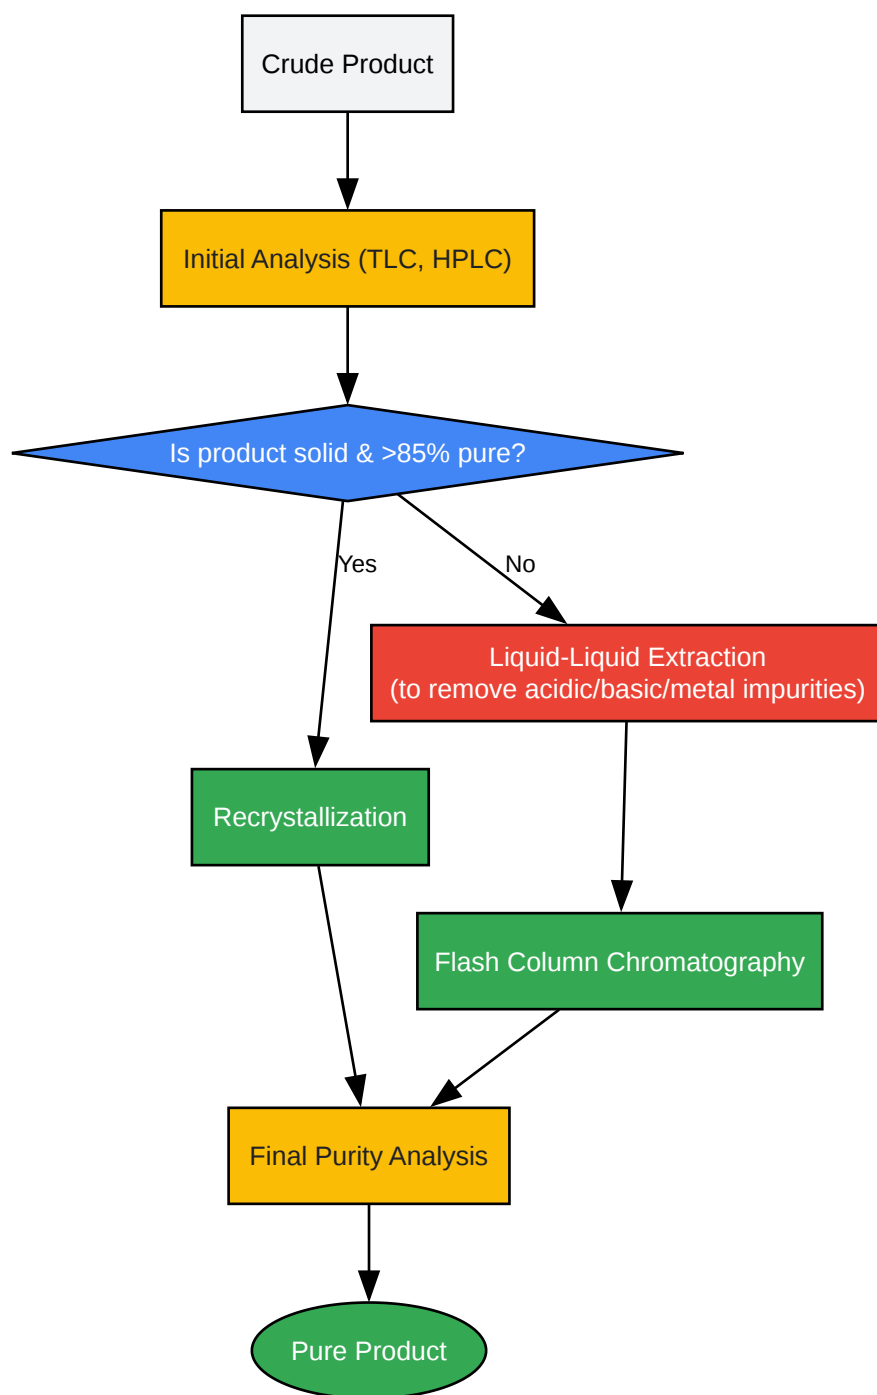 Crude Product
Initial Analysis (TLC, HPLC)
Is product solid & >85% pure?
Yes
No
Liquid-Liquid Extraction
(to remove acidic/basic/metal impurities)
Recrystallization
Flash Column Chromatography
Final Purity Analysis
Pure Product